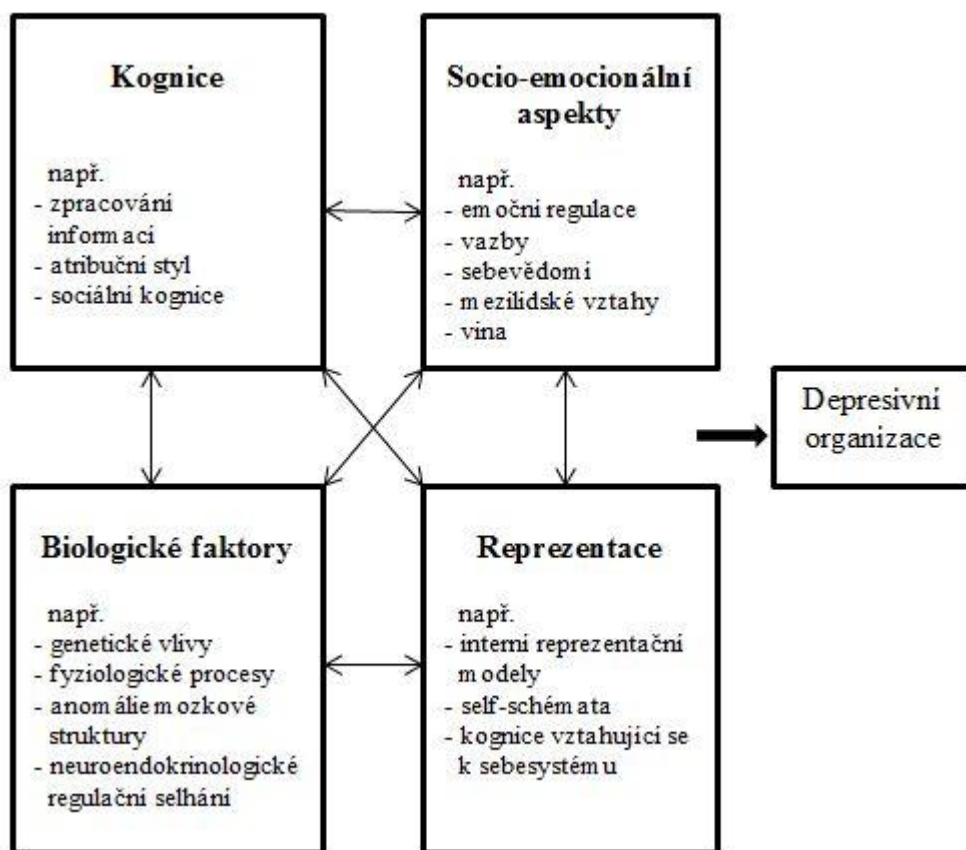 Kognice
např.
- zpracování
informací
- atribuční styl
- sociální kognice
Socio-emocionální
aspekty
např.
- emoční regulace
- vazby
- sebevědomí
- mezilidské vztahy
- vina
Depresivní
organizace
Biologické faktory
např.
- genetické vlivy
- fyziologické procesy
- anomálie mozkové
struktury
- neuroendokrinologické
regulační selhání
Reprezentace
např.
- interní reprezentační
modely
- self-schémata
- kognice vztahující se
k sebesystému